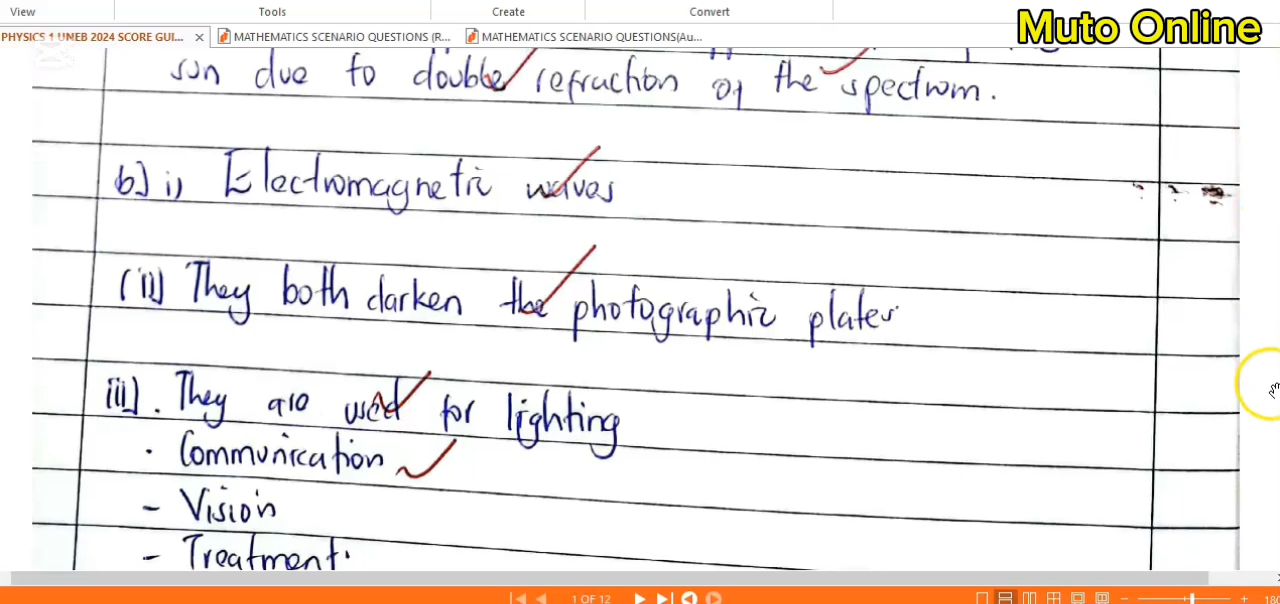 View Tools Create Convert
Muto Online
PHYSICS 1 UNEB 2024 SCORE GUI... × MATHEMATICS SCENARIO QUESTIONS (R... MATHEMATICS SCENARIO QUESTIONS(Au...
sun due to double refraction of the spectrum.
b] i) Electromagnetic waves
(ii) They both darken the photographic plates
iii]. They are used for lighting
· Communication
- Vision
- Treatment.
1 OF 12 180